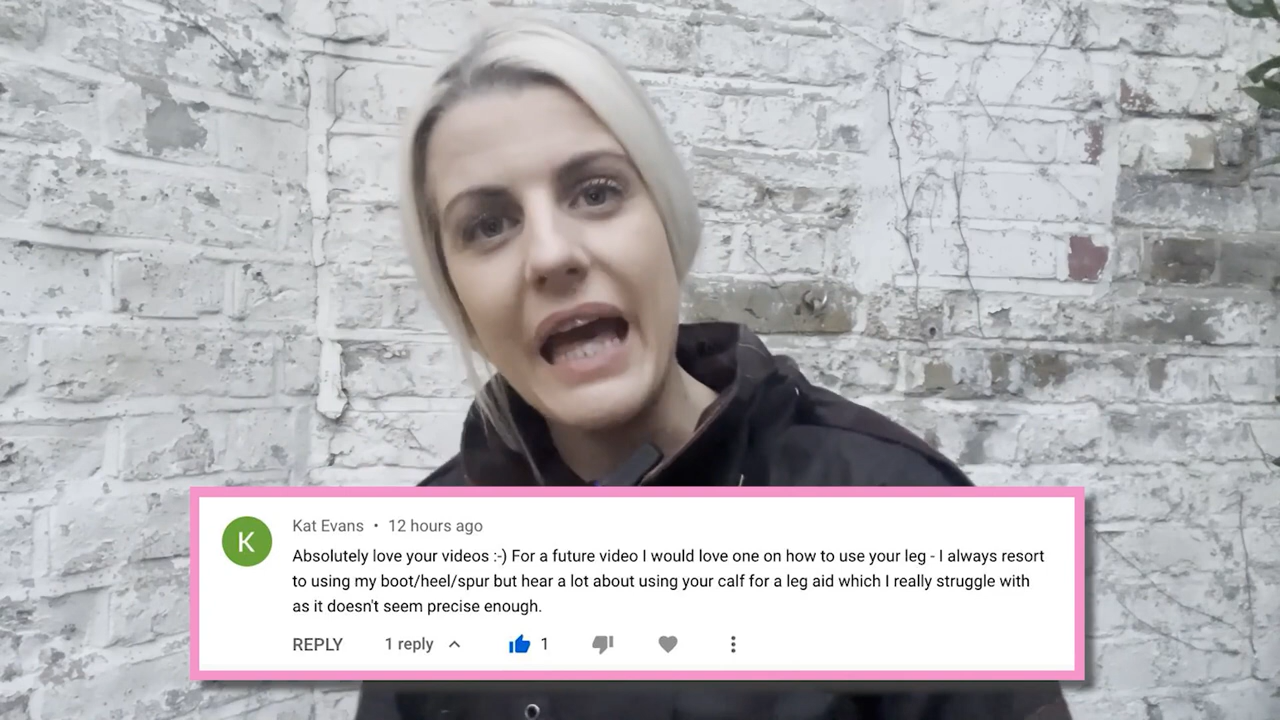 K
Kat Evans • 12 hours ago
Absolutely love your videos :-) For a future video I would love one on how to use your leg - I always resort
to using my boot/heel/spur but hear a lot about using your calf for a leg aid which I really struggle with
as it doesn't seem precise enough.
REPLY 1 reply 1